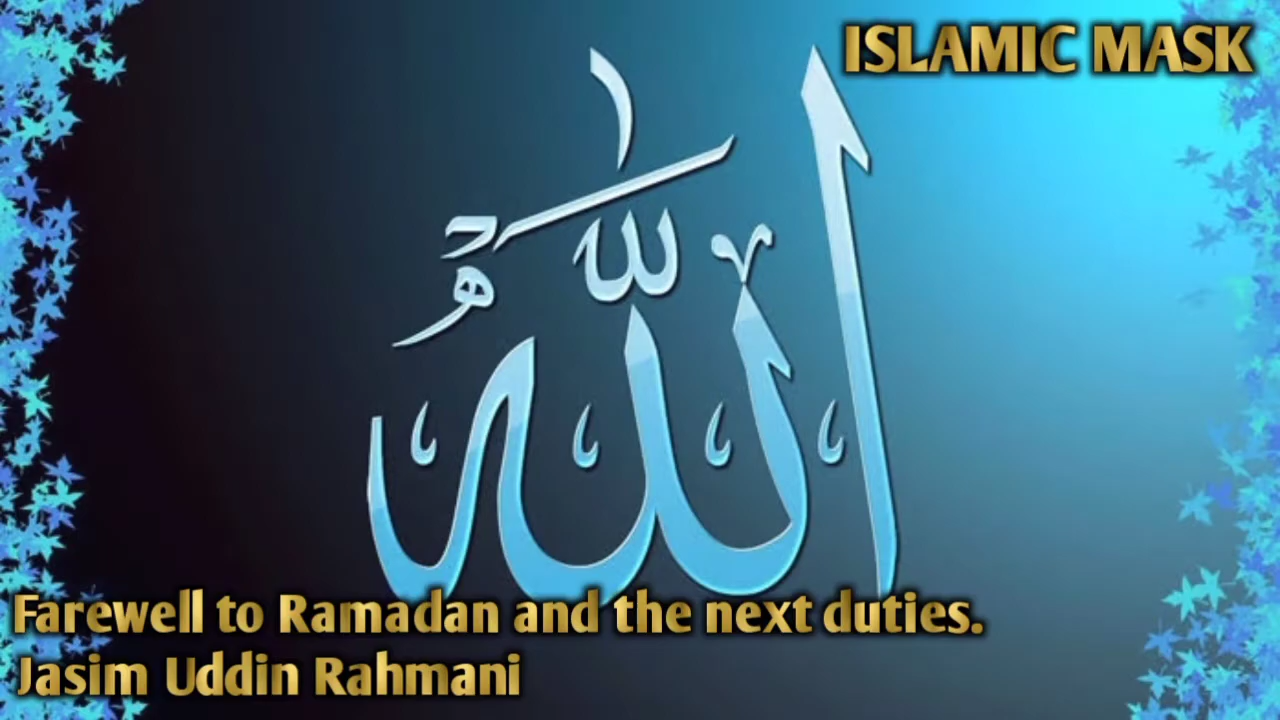 ISLAMIC MASK
الله
Farewell to Ramadan and the next duties.
Jasim Uddin Rahmani